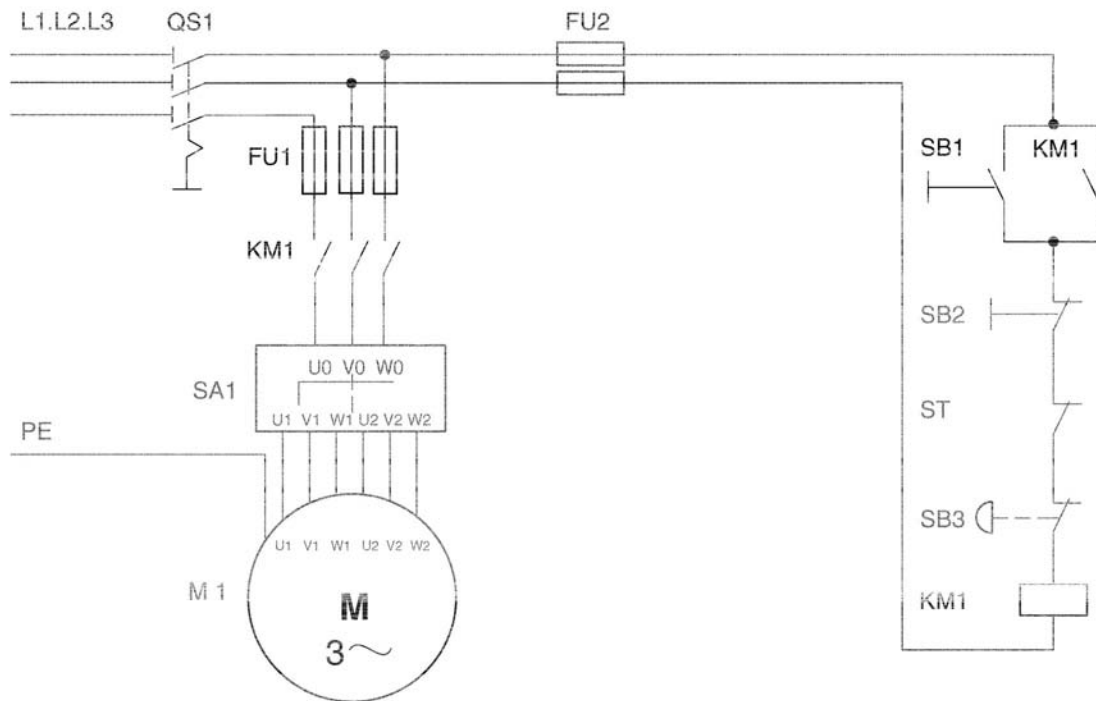 L1.L2.L3 QS1 FU2
FU1
SB1 KM1
KM1
SB2
U0 V0 W0
SA1
U1 V1 W1 U2 V2 W2
ST
PE
SB3
U1 V1 W1 U2 V2 W2
M 1
M
KM1
3~